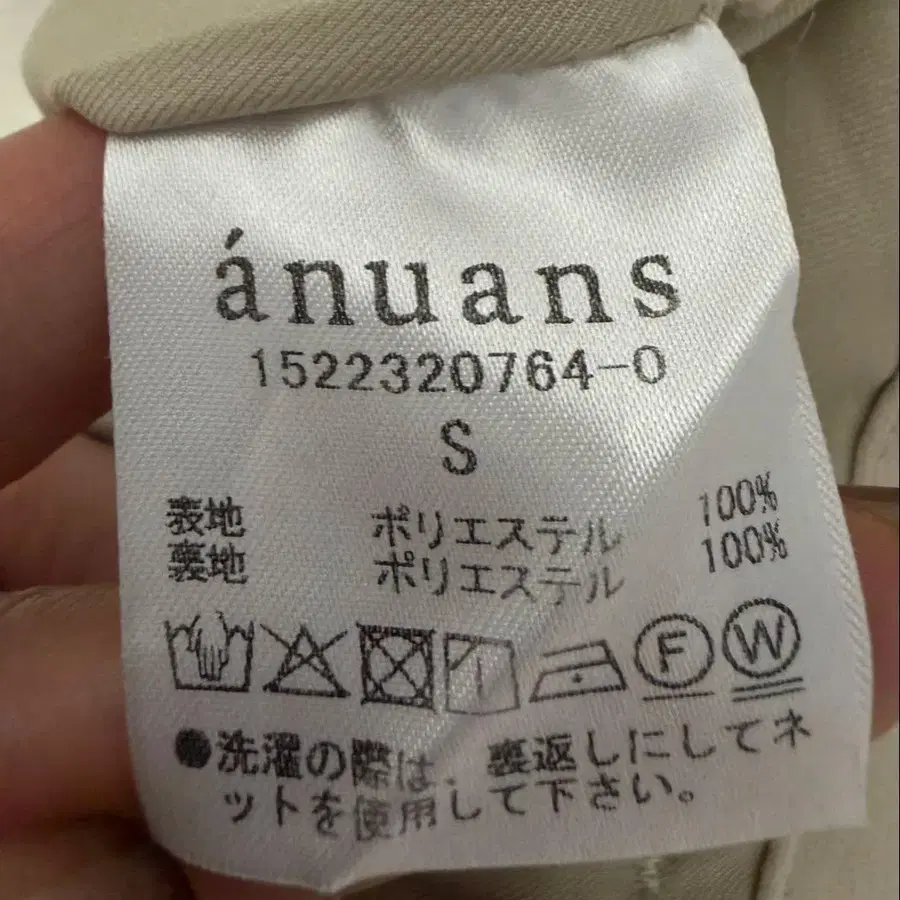 ánuans
1522320764-0
S
表地 ポリエステル 100%
裏地 ポリエステル 100%
F W
●洗濯の際は、裏返しにしてネ
ットを使用して下さい。